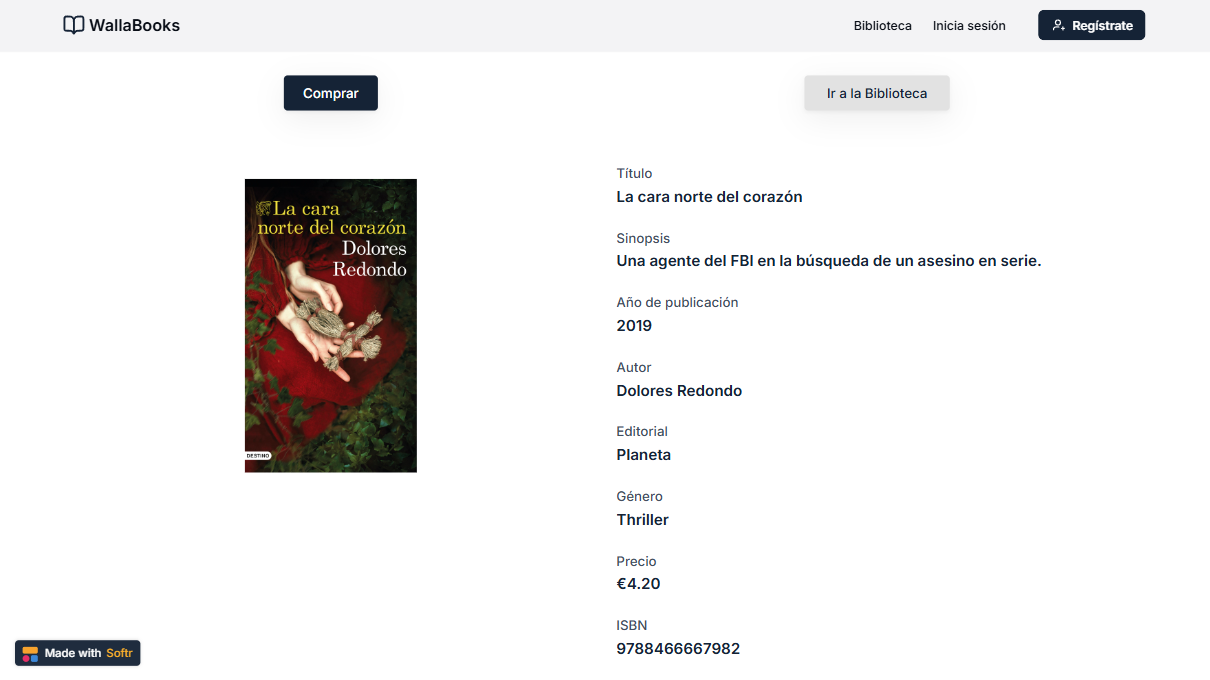 WallaBooks
Biblioteca
Inicia sesión
Regístrate
Comprar
Ir a la Biblioteca
La cara
norte del corazón
Dolores
Redondo
DESTINO
Título
La cara norte del corazón
Sinopsis
Una agente del FBI en la búsqueda de un asesino en serie.
Año de publicación
2019
Autor
Dolores Redondo
Editorial
Planeta
Género
Thriller
Precio
€4.20
ISBN
9788466667982
Made with Softr